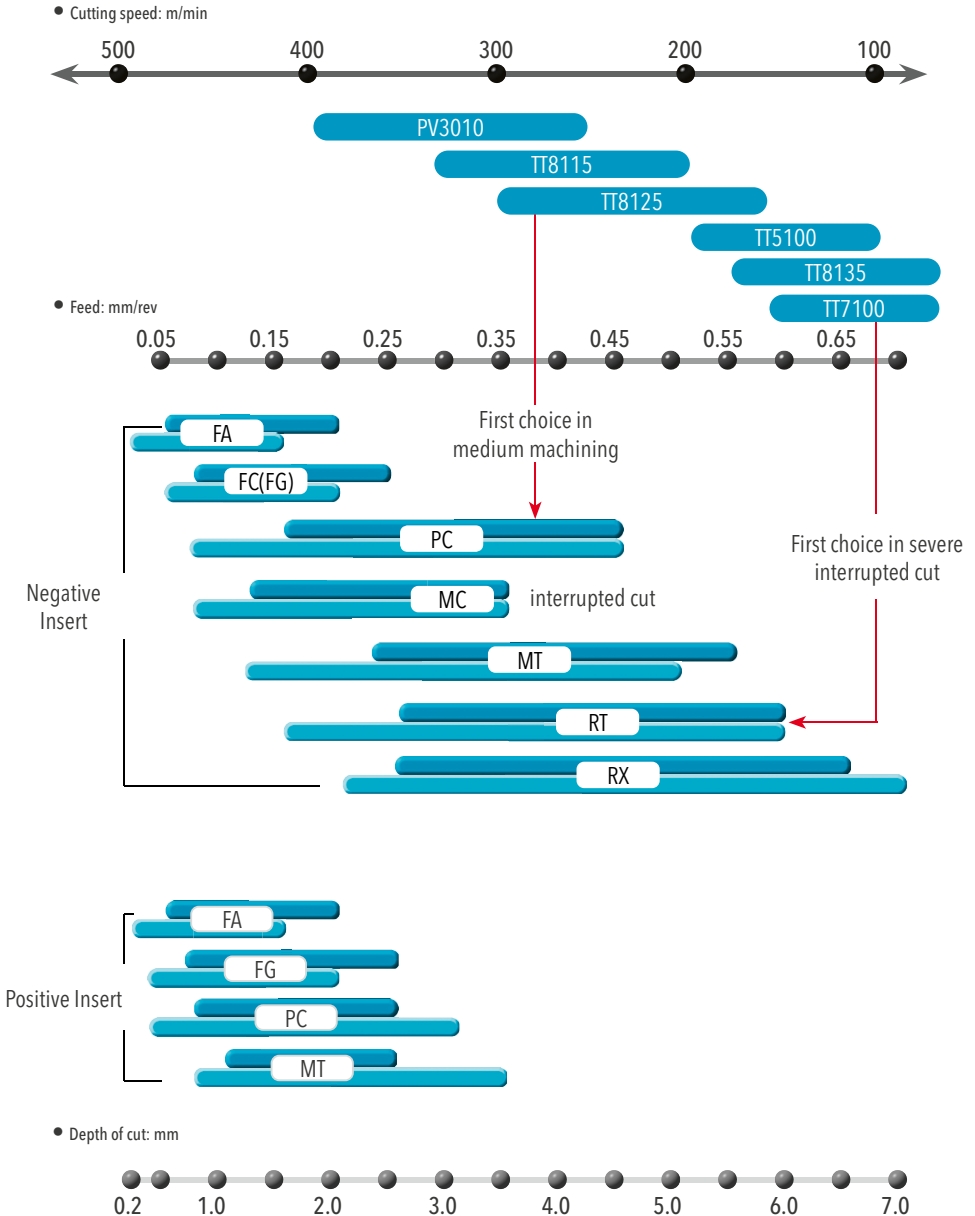 • Cutting speed: m/min
500 400 300 200 100
PV3010
TT8115
TT8125
TT5100
TT8135
TT7100
• Feed: mm/rev
0.05 0.15 0.25 0.35 0.45 0.55 0.65
First choice in
medium machining
FA
FC(FG)
PC
First choice in severe
interrupted cut
Negative
Insert
MC
interrupted cut
MT
RT
RX
FA
FG
Positive Insert
PC
MT
• Depth of cut: mm
0.2 1.0 2.0 3.0 4.0 5.0 6.0 7.0